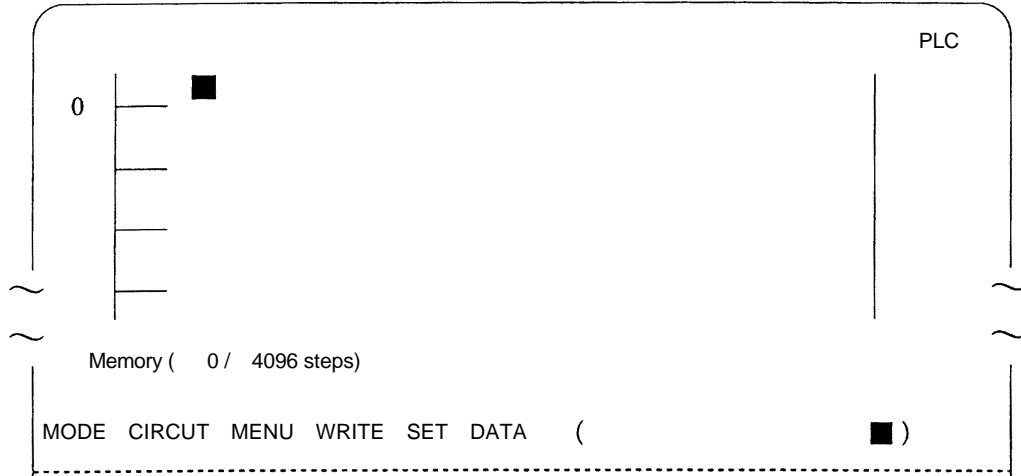 PLC
0
Memory ( 0 / 4096 steps)
MODE CIRCUT MENU WRITE SET DATA ( )